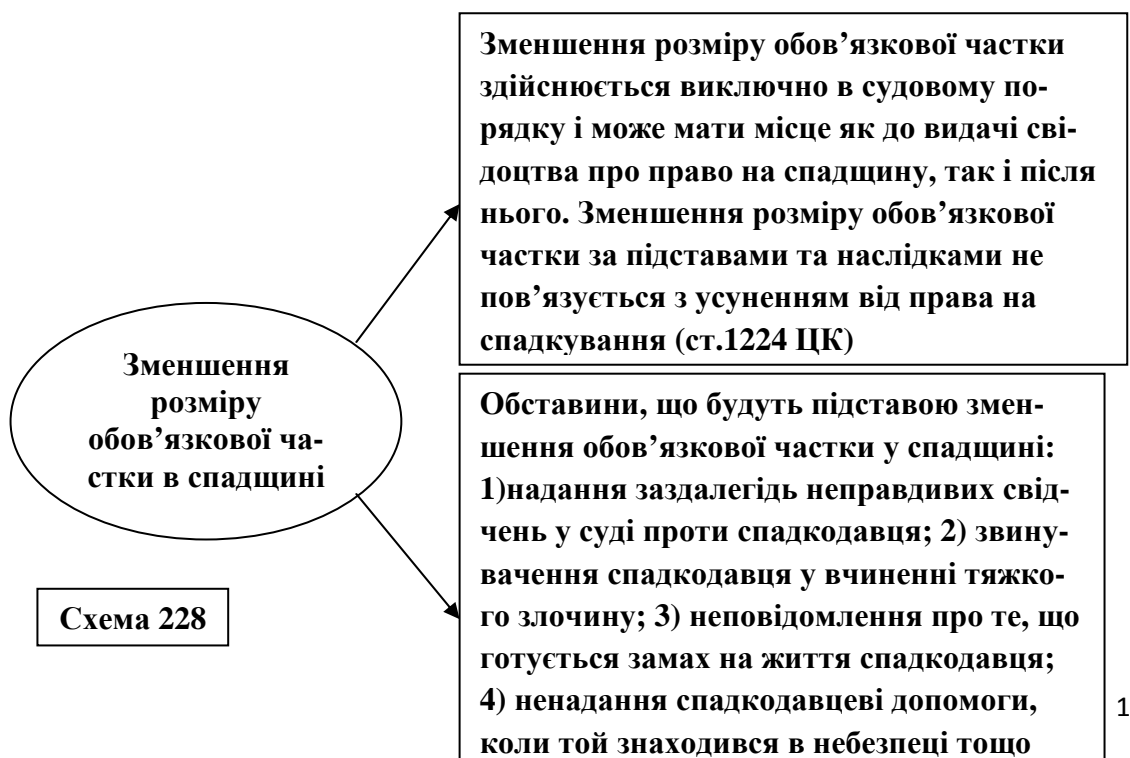 Зменшення розміру обов’язкової частки
здійснюється виключно в судовому по-
рядку і може мати місце як до видачі сві-
доцтва про право на спадщину, так і після
нього. Зменшення розміру обов’язкової
частки за підставами та наслідками не
пов’язується з усуненням від права на
спадкування (ст.1224 ЦК)
Зменшення
розміру
обов’язкової ча-
стки в спадщині
Обставини, що будуть підставою змен-
шення обов’язкової частки у спадщині:
1)надання заздалегідь неправдивих свід-
чень у суді проти спадкодавця; 2) звину-
вачення спадкодавця у вчиненні тяжко-
го злочину; 3) неповідомлення про те, що
готується замах на життя спадкодавця;
4) ненадання спадкодавцеві допомоги,
коли той знаходився в небезпеці тощо
Схема 228
1